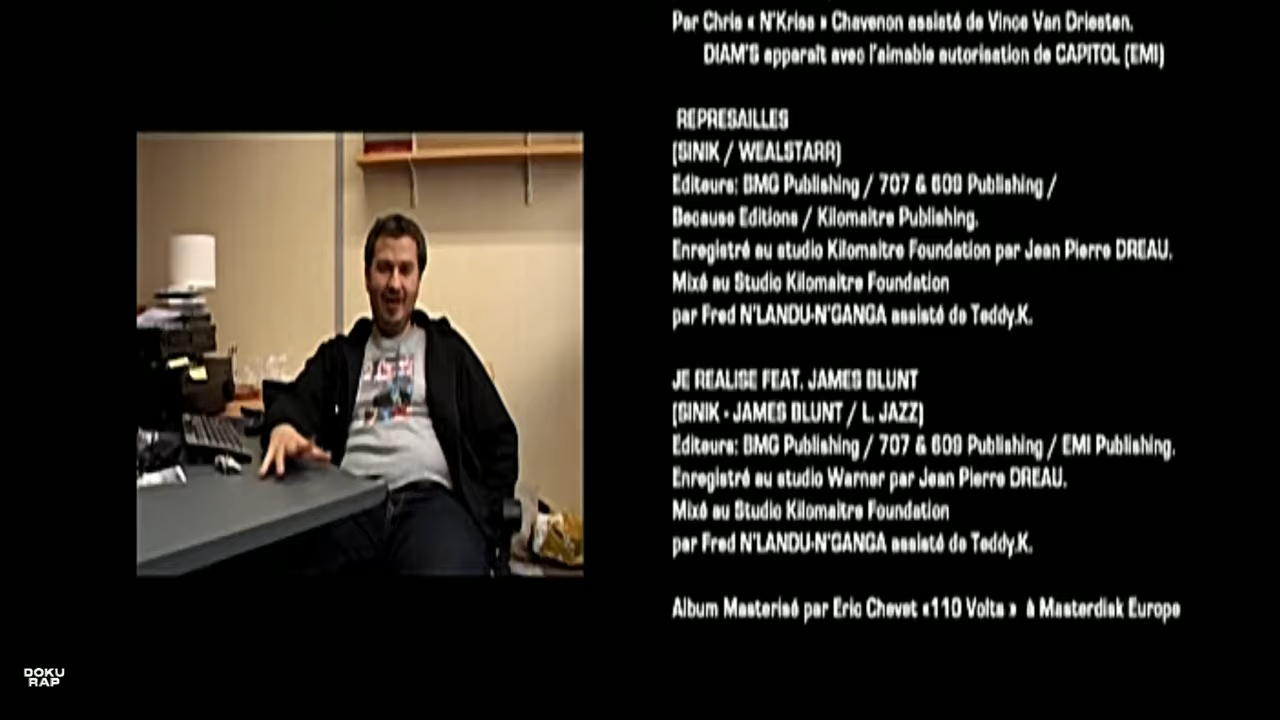 Par Chris « N'Kriss » Chavenon assisté de Vince Van Driesten.
DIAM'S apparaît avec l'aimable autorisation de CAPITOL (EMI)
REPRESAILLES
(SINIK / WEALSTARR)
Editeurs: BMG Publishing / 707 & 609 Publishing /
Because Editions / Kilomaitre Publishing.
Enregistré au studio Kilomaitre Foundation par Jean Pierre DREAU.
Mixé au Studio Kilomaitre Foundation
par Fred N'LANDU-N'GANGA assisté de Teddy.K.
JE REALISE FEAT. JAMES BLUNT
(SINIK - JAMES BLUNT / L. JAZZ)
Editeurs: BMG Publishing / 707 & 609 Publishing / EMI Publishing.
Enregistré au studio Warner par Jean Pierre DREAU.
Mixé au Studio Kilomaitre Foundation
par Fred N'LANDU-N'GANGA assisté de Teddy.K.
Album Masterisé par Eric Chevet «110 Volts » à Masterdisk Europe
DOKU
RAP